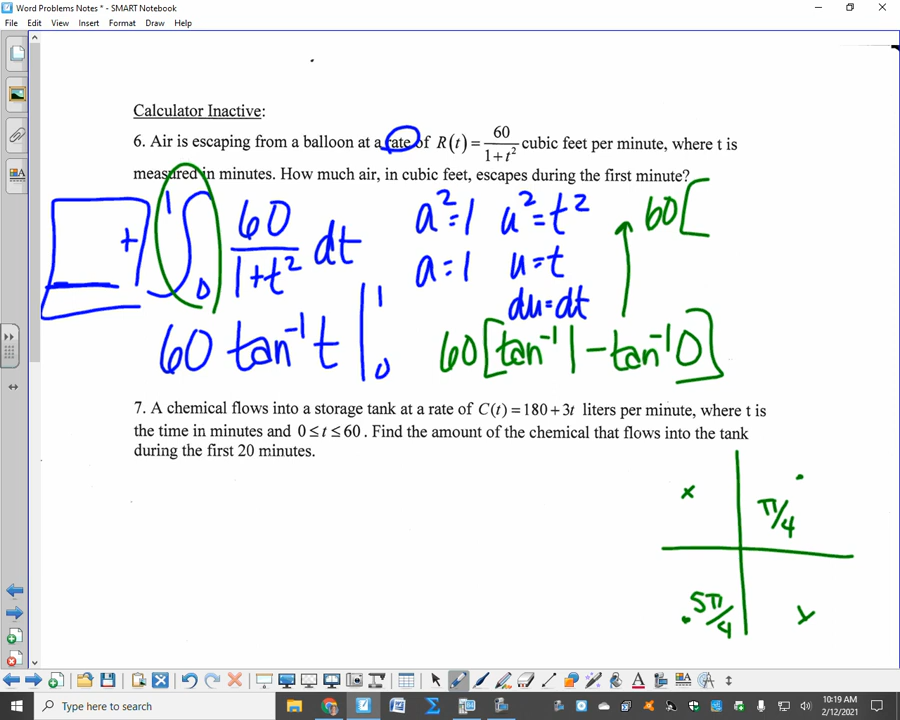 Word Problems Notes * - SMART Notebook
File Edit View Insert Format Draw Help
Calculator Inactive:
6. Air is escaping from a balloon at a rate of R(t) = 60/(1+t²) cubic feet per minute, where t is
measured in minutes. How much air, in cubic feet, escapes during the first minute?
+ ∫₀¹ 60/(1+t²) dt
a²=1 u²=t²
60[
a=1 u=t
du=dt
60 tan⁻¹t |₀¹ 60[tan⁻¹1 - tan⁻¹0]
7. A chemical flows into a storage tank at a rate of C(t) = 180 + 3t liters per minute, where t is
the time in minutes and 0 ≤ t ≤ 60. Find the amount of the chemical that flows into the tank
during the first 20 minutes.
x π/4
5π/4
Type here to search
10:19 AM
2/12/2021